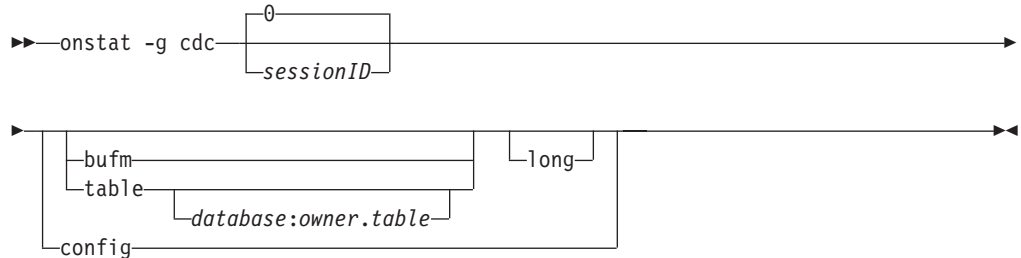 0
onstat -g cdc
sessionID
bufm
long
table
database:owner.table
config